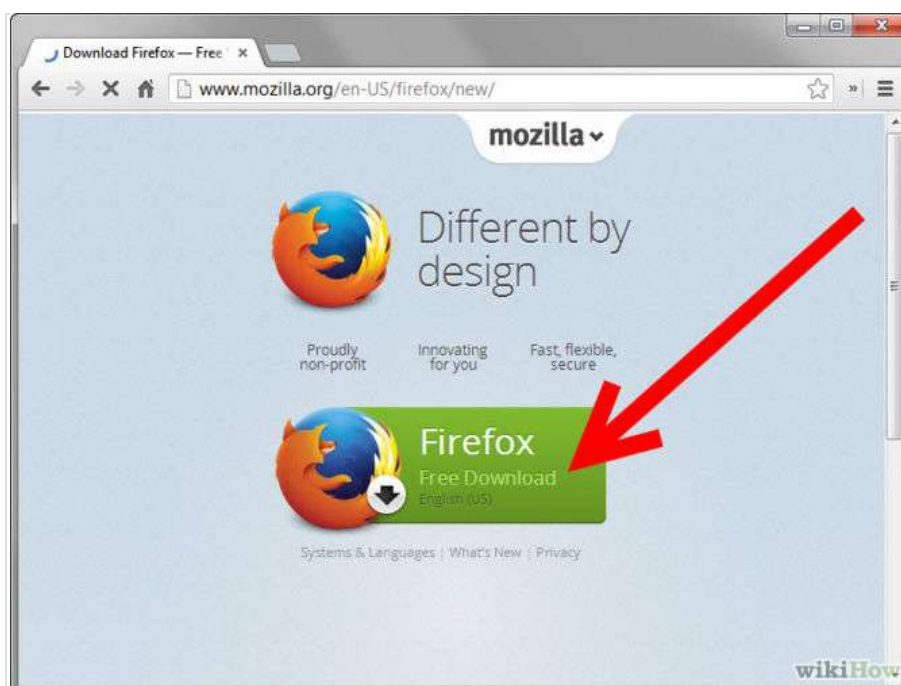 Download Firefox — Free
www.mozilla.org/en-US/firefox/new/
mozilla
Different by
design
Proudly
non-profit
Innovating
for you
Fast, flexible,
secure
Firefox
Free Download
English (US)
Systems & Languages | What's New | Privacy
wikiHow